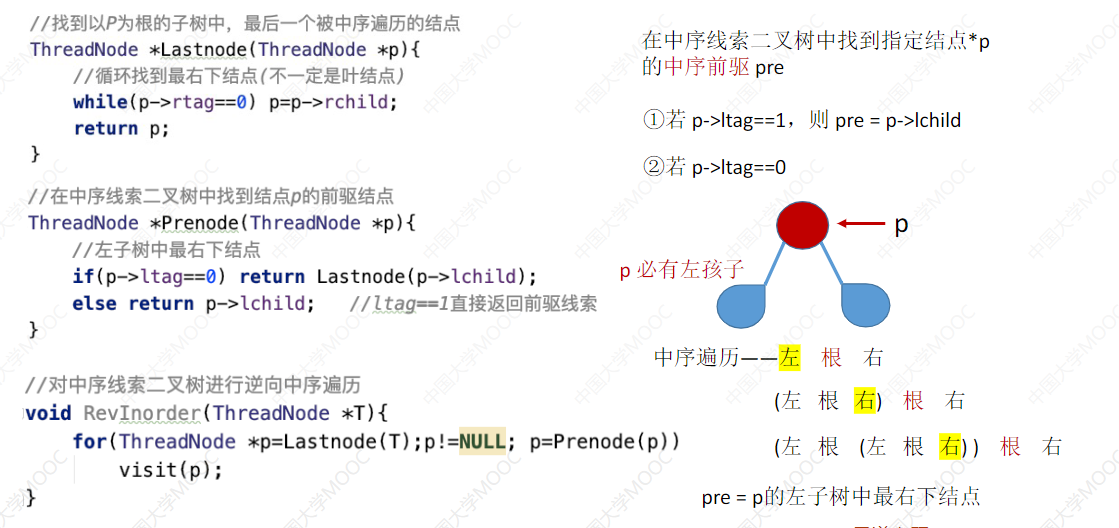 //找到以P为根的子树中，最后一个被中序遍历的结点
ThreadNode *Lastnode(ThreadNode *p){
//循环找到最右下结点(不一定是叶结点)
while(p->rtag==0) p=p->rchild;
return p;
}
//在中序线索二叉树中找到结点p的前驱结点
ThreadNode *Prenode(ThreadNode *p){
//左子树中最右下结点
if(p->ltag==0) return Lastnode(p->lchild);
else return p->lchild; //ltag==1直接返回前驱线索
}
//对中序线索二叉树进行逆向中序遍历
void RevInorder(ThreadNode *T){
for(ThreadNode *p=Lastnode(T);p!=NULL; p=Prenode(p))
visit(p);
}
在中序线索二叉树中找到指定结点*p
的中序前驱 pre
①若 p->ltag==1，则 pre = p->lchild
②若 p->ltag==0
p
p 必有左孩子
中序遍历——左 根 右
(左 根 右) 根 右
(左 根 (左 根 右) ) 根 右
pre = p的左子树中最右下结点
中国大学MOOC